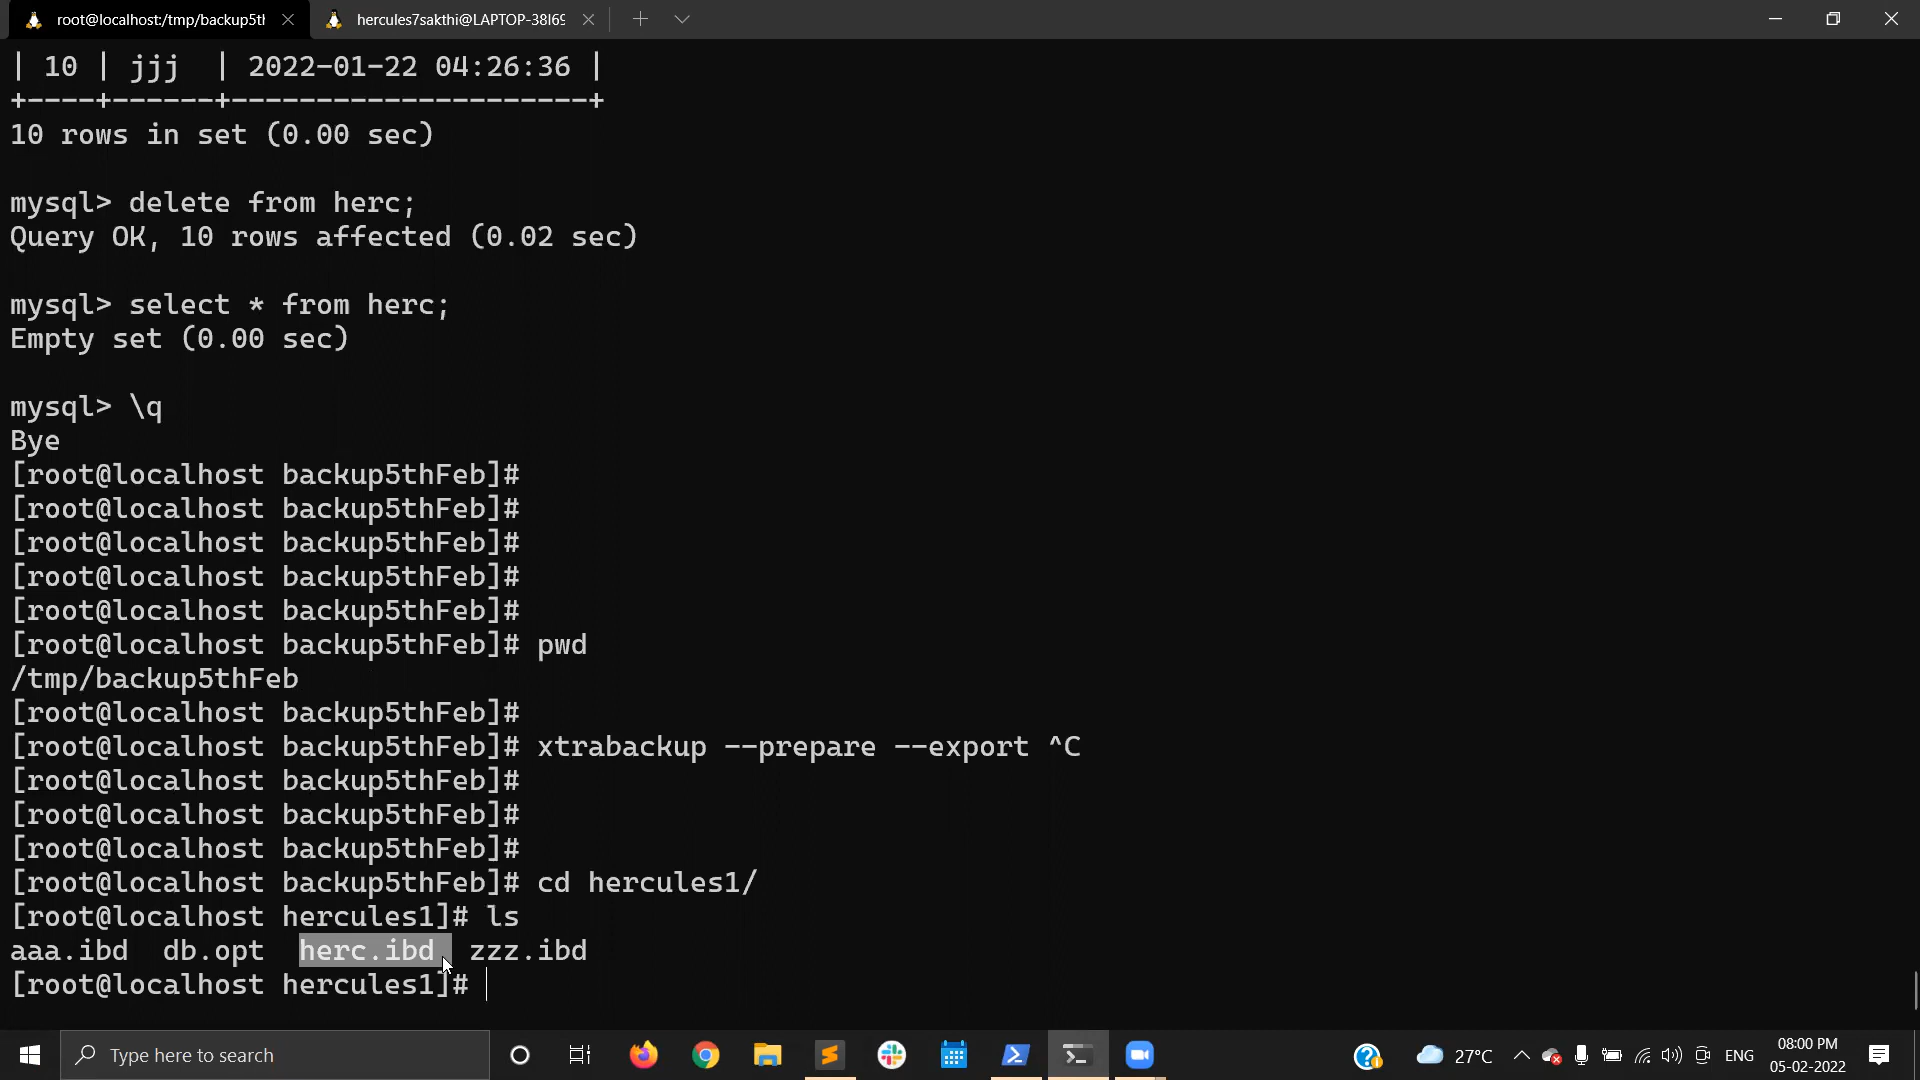 root@localhost:/tmp/backup5th
hercules7sakthi@LAPTOP-38I69
| 10 | jjj  | 2022-01-22 04:26:36 |
+----+------+---------------------+
10 rows in set (0.00 sec)
mysql> delete from herc;
Query OK, 10 rows affected (0.02 sec)
mysql> select * from herc;
Empty set (0.00 sec)
mysql> \q
Bye
[root@localhost backup5thFeb]#
[root@localhost backup5thFeb]#
[root@localhost backup5thFeb]#
[root@localhost backup5thFeb]#
[root@localhost backup5thFeb]#
[root@localhost backup5thFeb]# pwd
/tmp/backup5thFeb
[root@localhost backup5thFeb]#
[root@localhost backup5thFeb]# xtrabackup --prepare --export ^C
[root@localhost backup5thFeb]#
[root@localhost backup5thFeb]#
[root@localhost backup5thFeb]#
[root@localhost backup5thFeb]# cd hercules1/
[root@localhost hercules1]# ls
aaa.ibd  db.opt  herc.ibd  zzz.ibd
[root@localhost hercules1]#
Type here to search
27°C
ENG
08:00 PM
05-02-2022